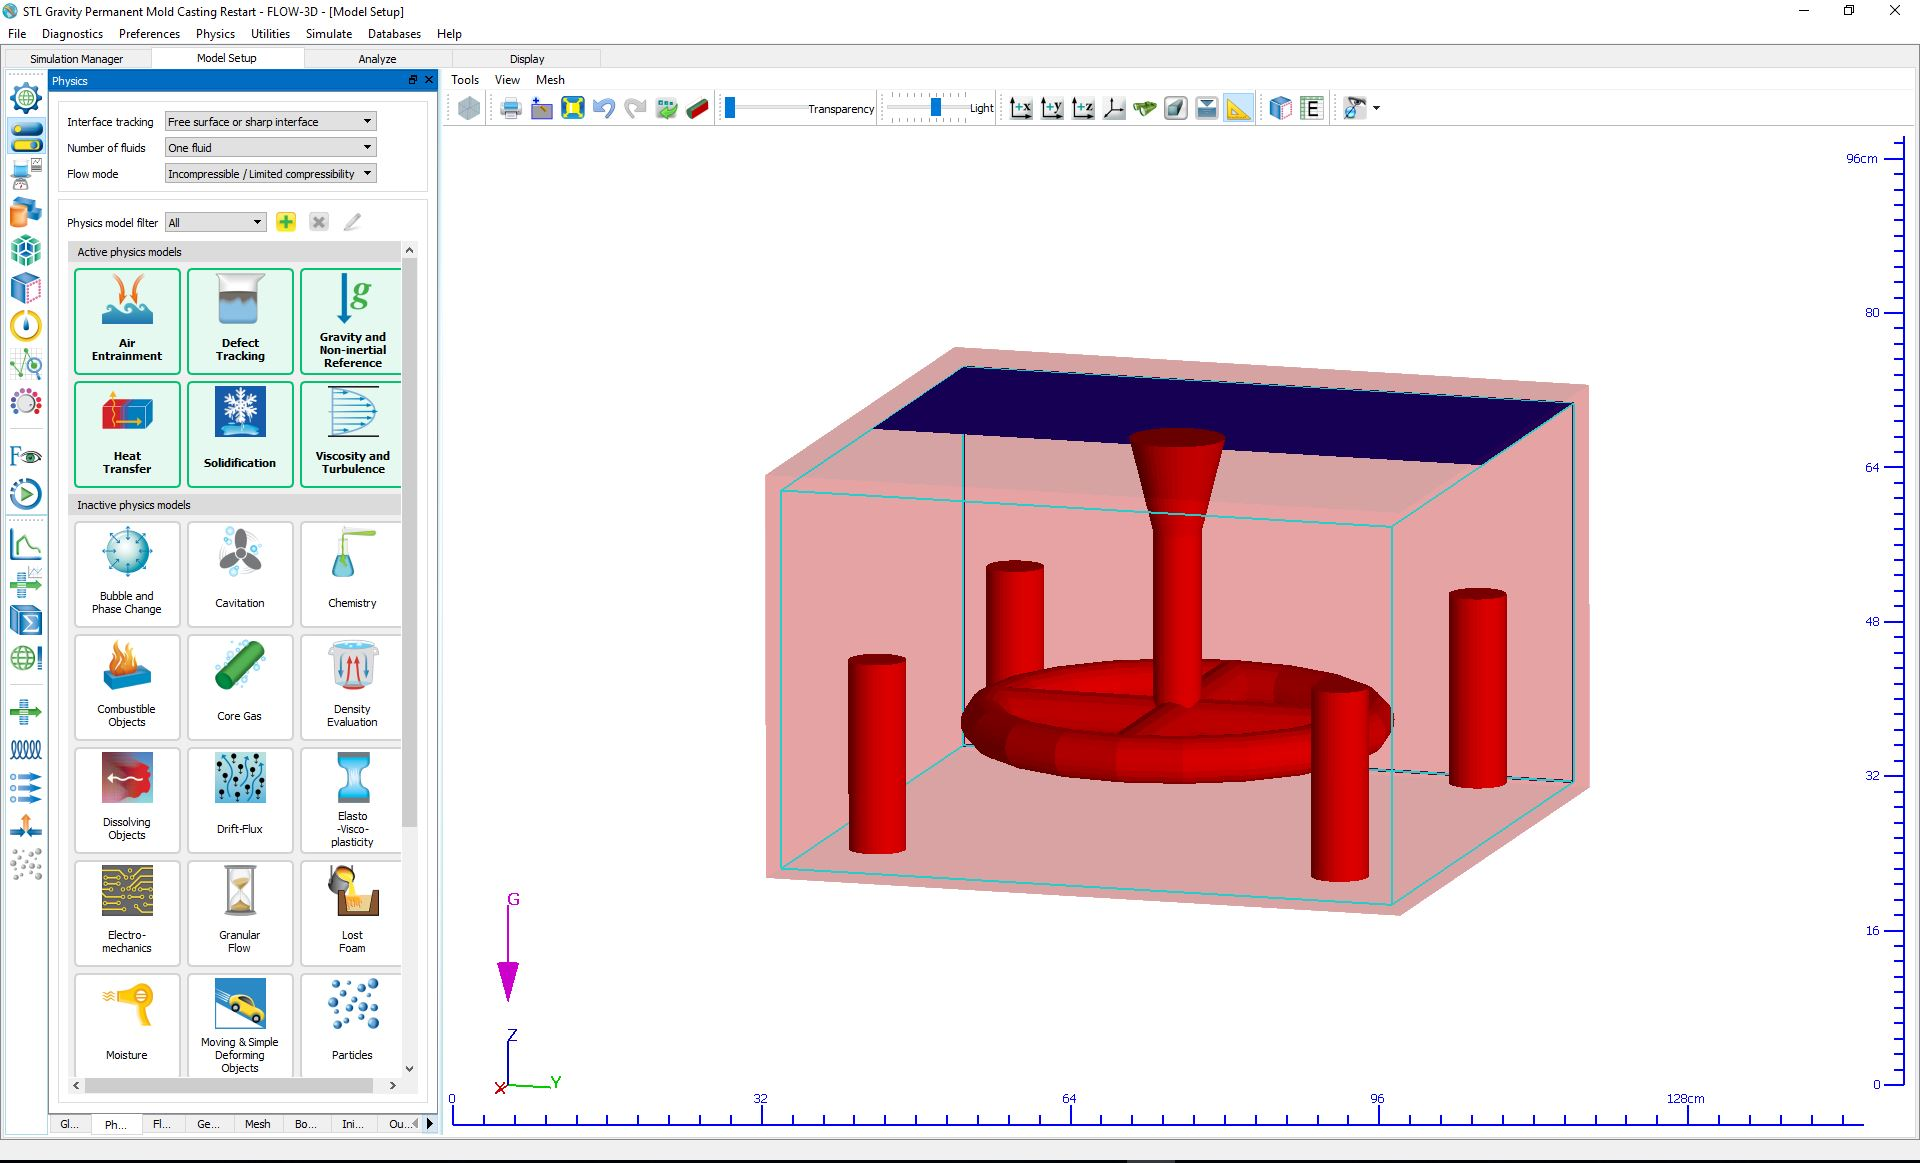 STL Gravity Permanent Mold Casting Restart - FLOW-3D - [Model Setup]
File Diagnostics Preferences Physics Utilities Simulate Databases Help
Simulation Manager Model Setup Analyze Display
Physics
Tools View Mesh
Transparency Light
+x +y +z E
Interface tracking Free surface or sharp interface
Number of fluids One fluid
Flow mode Incompressible / Limited compressibility
Physics model filter All
Active physics models
g
Air
Entrainment
Defect
Tracking
Gravity and
Non-inertial
Reference
Heat
Transfer
Solidification
Viscosity and
Turbulence
Inactive physics models
Bubble and
Phase Change
Cavitation
Chemistry
Combustible
Objects
Core Gas
Density
Evaluation
Dissolving
Objects
Drift-Flux
Elasto
-Visco-
plasticity
Electro-
mechanics
Granular
Flow
Lost
Foam
Moisture
Moving & Simple
Deforming
Objects
Particles
Gl... Ph... Fl... Ge... Mesh Bo... Ini... Ou...
F
Σ
96cm
80
64
48
32
16
0
G
Z
X Y
0 32 64 96 128cm